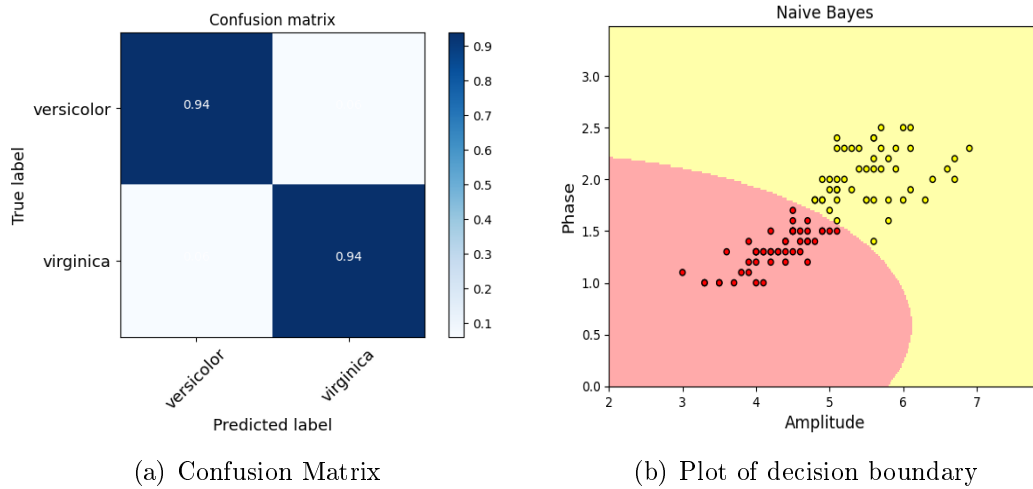 Confusion matrix
True label
versicolor
virginica
0.94
0.94
versicolor
virginica
Predicted label
0.9
0.8
0.7
0.6
0.5
0.4
0.3
0.2
0.1
(a) Confusion Matrix
Naive Bayes
Phase
3.0
2.5
2.0
1.5
1.0
0.5
0.0
2 3 4 5 6 7
Amplitude
(b) Plot of decision boundary